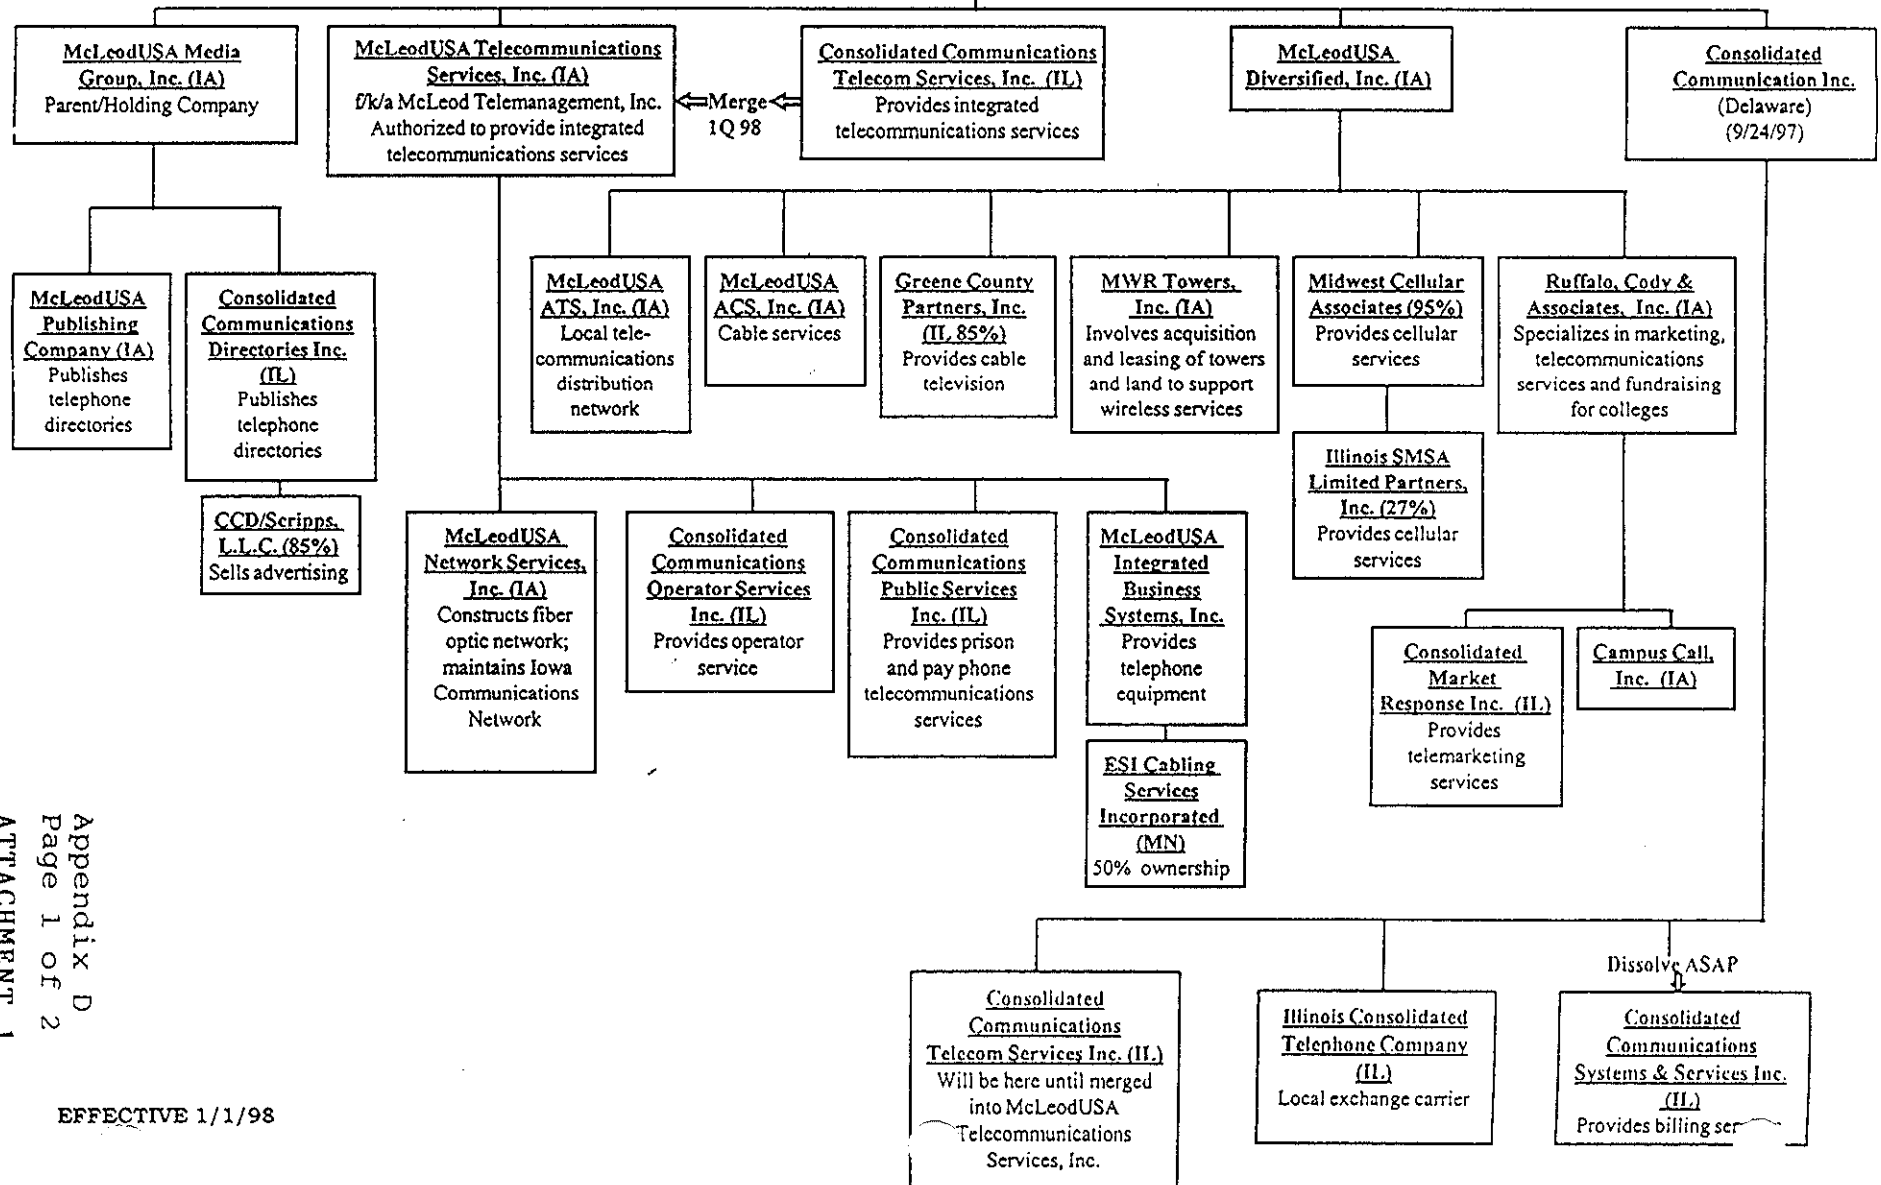 McLeodUSA Media
Group, Inc. (IA)
Parent/Holding Company
McLeodUSA Telecommunications
Services, Inc. (IA)
f/k/a McLeod Telemanagement, Inc.
Authorized to provide integrated
telecommunications services
Merge
1Q 98
Consolidated Communications
Telecom Services, Inc. (IL)
Provides integrated
telecommunications services
McLeodUSA
Diversified, Inc. (IA)
Consolidated
Communication Inc.
(Delaware)
(9/24/97)
McLeodUSA
Publishing
Company (IA)
Publishes
telephone
directories
Consolidated
Communications
Directories Inc.
(IL)
Publishes
telephone
directories
CCD/Scripps,
L.L.C. (85%)
Sells advertising
McLeodUSA
ATS, Inc. (IA)
Local tele-
communications
distribution
network
McLeodUSA
ACS, Inc. (IA)
Cable services
Greene County
Partners, Inc.
(IL 85%)
Provides cable
television
MWR Towers,
Inc. (IA)
Involves acquisition
and leasing of towers
and land to support
wireless services
Midwest Cellular
Associates (95%)
Provides cellular
services
Ruffalo, Cody &
Associates, Inc. (IA)
Specializes in marketing,
telecommunications
services and fundraising
for colleges
Illinois SMSA
Limited Partners,
Inc. (27%)
Provides cellular
services
McLeodUSA
Network Services,
Inc. (IA)
Constructs fiber
optic network;
maintains Iowa
Communications
Network
Consolidated
Communications
Operator Services
Inc. (IL)
Provides operator
service
Consolidated
Communications
Public Services
Inc. (IL)
Provides prison
and pay phone
telecommunications
services
McLeodUSA
Integrated
Business
Systems, Inc.
Provides
telephone
equipment
ESI Cabling
Services
Incorporated
(MN)
50% ownership
Consolidated
Market
Response Inc. (IL)
Provides
telemarketing
services
Campus Call,
Inc. (IA)
Consolidated
Communications
Telecom Services Inc. (IL)
Will be here until merged
into McLeodUSA
Telecommunications
Services, Inc.
Illinois Consolidated
Telephone Company
(IL)
Local exchange carrier
Dissolve ASAP
Consolidated
Communications
Systems & Services Inc.
(IL)
Provides billing ser
Appendix D
Page 1 of 2
ATTACHMENT 1
EFFECTIVE 1/1/98